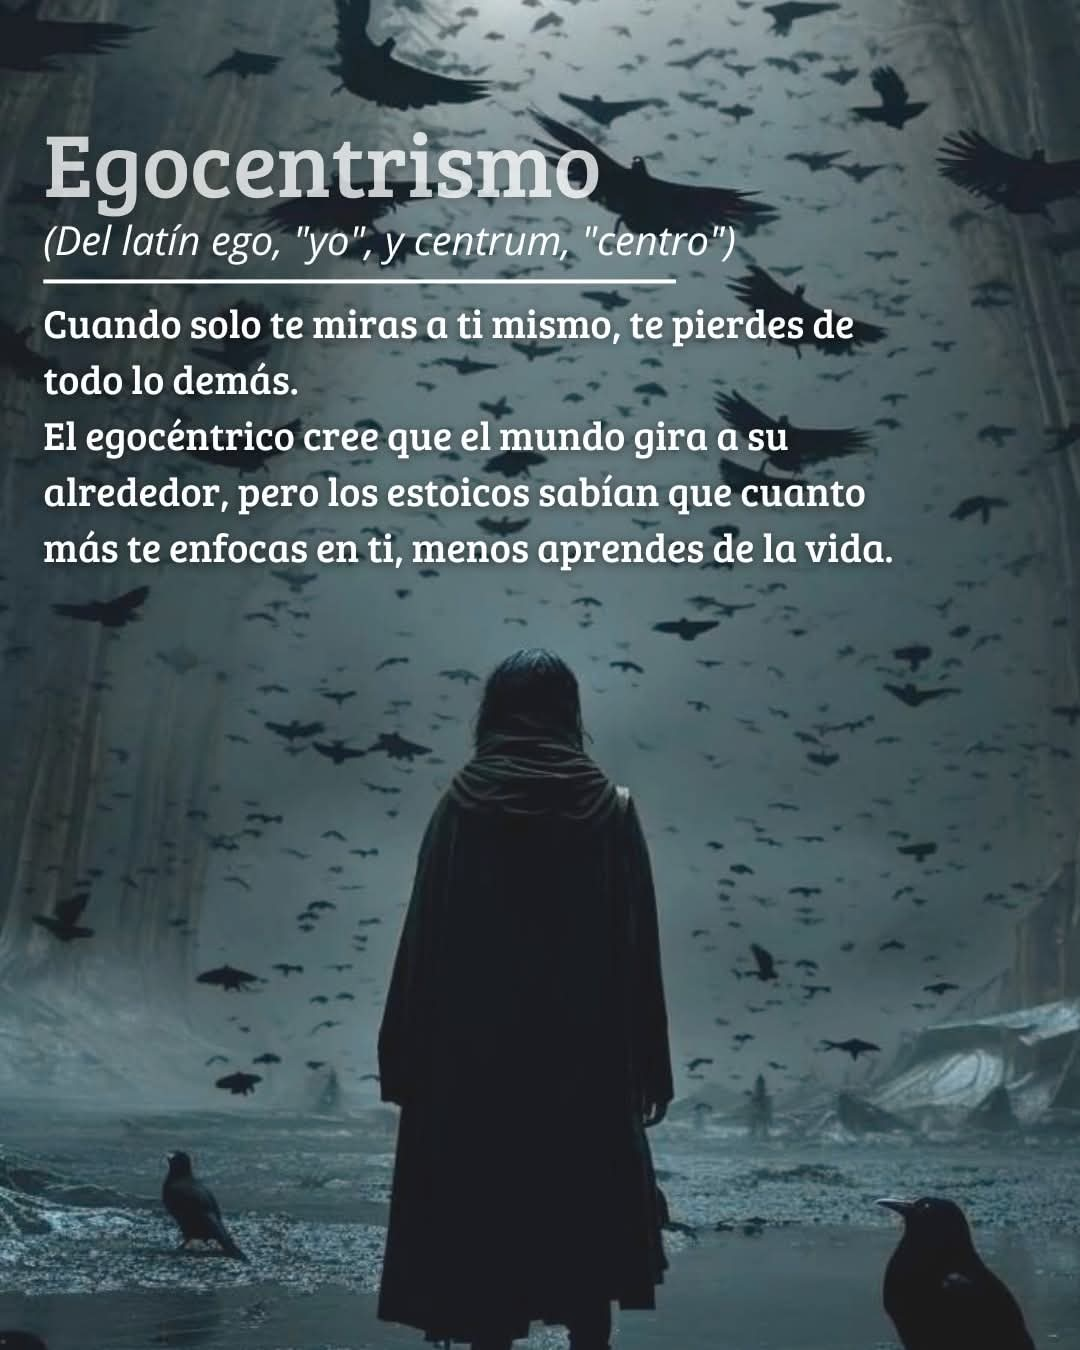 Egocentrismo
(Del latín ego, "yo", y centrum, "centro")
Cuando solo te miras a ti mismo, te pierdes de
todo lo demás.
El egocéntrico cree que el mundo gira a su
alrededor, pero los estoicos sabían que cuanto
más te enfocas en ti, menos aprendes de la vida.